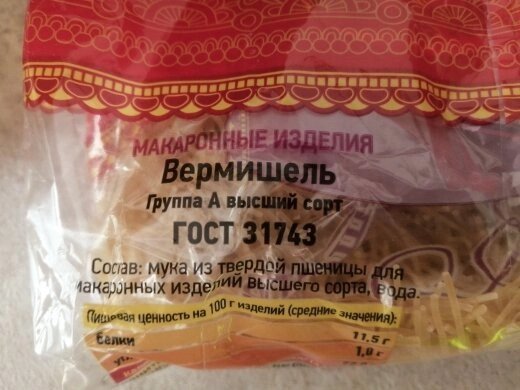 МАКАРОННЫЕ ИЗДЕЛИЯ
Вермишель
Группа А высший сорт
ГОСТ 31743
Состав: мука из твердой пшеницы для
макаронных изделий высшего сорта, вода.
Пищевая ценность на 100 г изделий (средние значения):
Белки 11.5 г
1,0 г